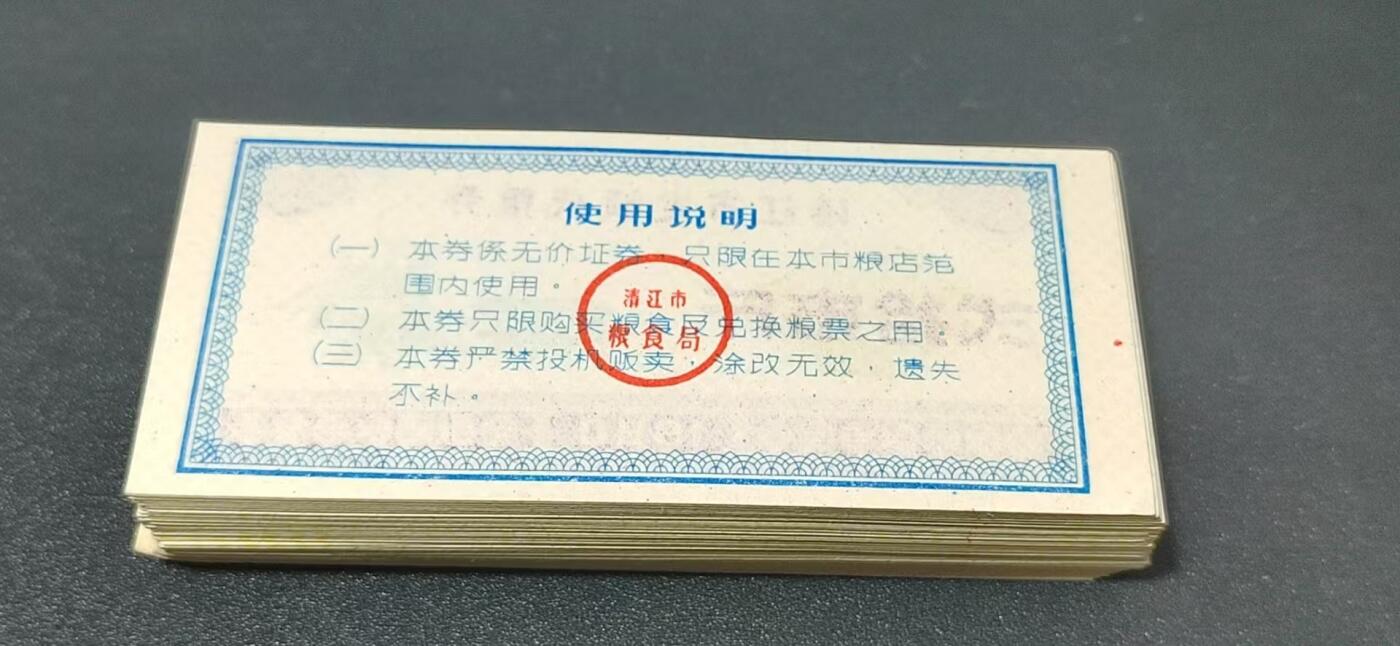 使用说明
(一) 本券係无价证券,只限在本市粮店范
围内使用。
(二) 本券只限购买粮食及兑换粮票之用。
(三) 本券严禁投机贩卖,涂改无效,遗失
不补。
清江市
粮食局